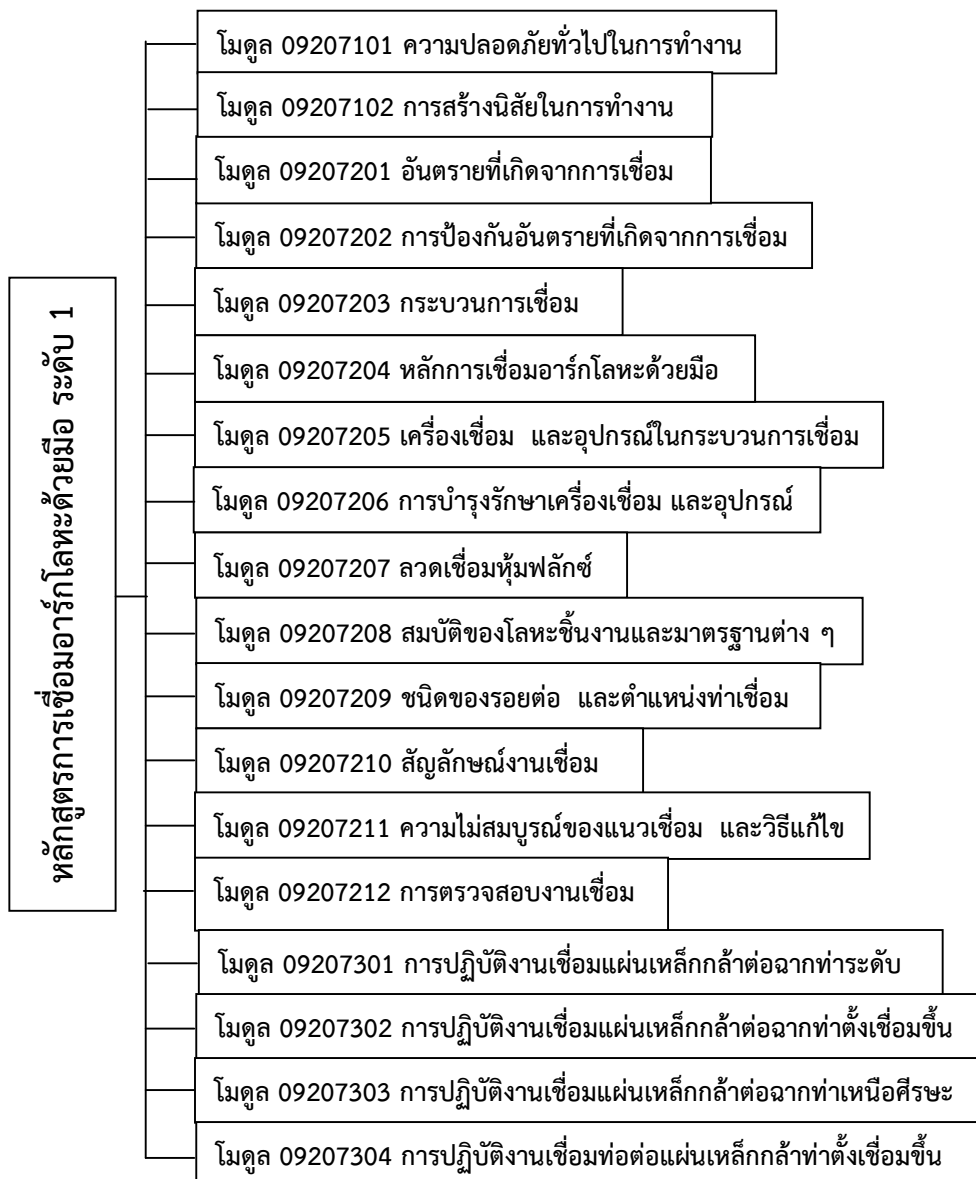 หลักสูตรการเชื่อมอาร์กโลหะด้วยมือ ระดับ 1
โมดูล 09207101 ความปลอดภัยทั่วไปในการทำงาน
โมดูล 09207102 การสร้างนิสัยในการทำงาน
โมดูล 09207201 อันตรายที่เกิดจากการเชื่อม
โมดูล 09207202 การป้องกันอันตรายที่เกิดจากการเชื่อม
โมดูล 09207203 กระบวนการเชื่อม
โมดูล 09207204 หลักการเชื่อมอาร์กโลหะด้วยมือ
โมดูล 09207205 เครื่องเชื่อม และอุปกรณ์ในกระบวนการเชื่อม
โมดูล 09207206 การบำรุงรักษาเครื่องเชื่อม และอุปกรณ์
โมดูล 09207207 ลวดเชื่อมหุ้มฟลักซ์
โมดูล 09207208 สมบัติของโลหะชิ้นงานและมาตรฐานต่าง ๆ
โมดูล 09207209 ชนิดของรอยต่อ และตำแหน่งท่าเชื่อม
โมดูล 09207210 สัญลักษณ์งานเชื่อม
โมดูล 09207211 ความไม่สมบูรณ์ของแนวเชื่อม และวิธีแก้ไข
โมดูล 09207212 การตรวจสอบงานเชื่อม
โมดูล 09207301 การปฏิบัติงานเชื่อมแผ่นเหล็กกล้าต่อฉากท่าระดับ
โมดูล 09207302 การปฏิบัติงานเชื่อมแผ่นเหล็กกล้าต่อฉากท่าตั้งเชื่อมขึ้น
โมดูล 09207303 การปฏิบัติงานเชื่อมแผ่นเหล็กกล้าต่อฉากท่าเหนือศีรษะ
โมดูล 09207304 การปฏิบัติงานเชื่อมท่อต่อแผ่นเหล็กกล้าท่าตั้งเชื่อมขึ้น